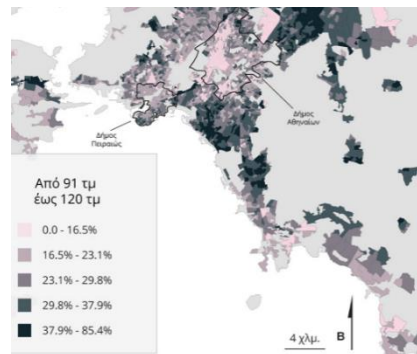 Δήμος
Αθηναίων
Δήμος
Πειραιώς
Από 91 τμ
έως 120 τμ
0.0 - 16.5%
16.5% - 23.1%
23.1% - 29.8%
29.8% - 37.9%
37.9% - 85.4%
4 χλμ.
Β